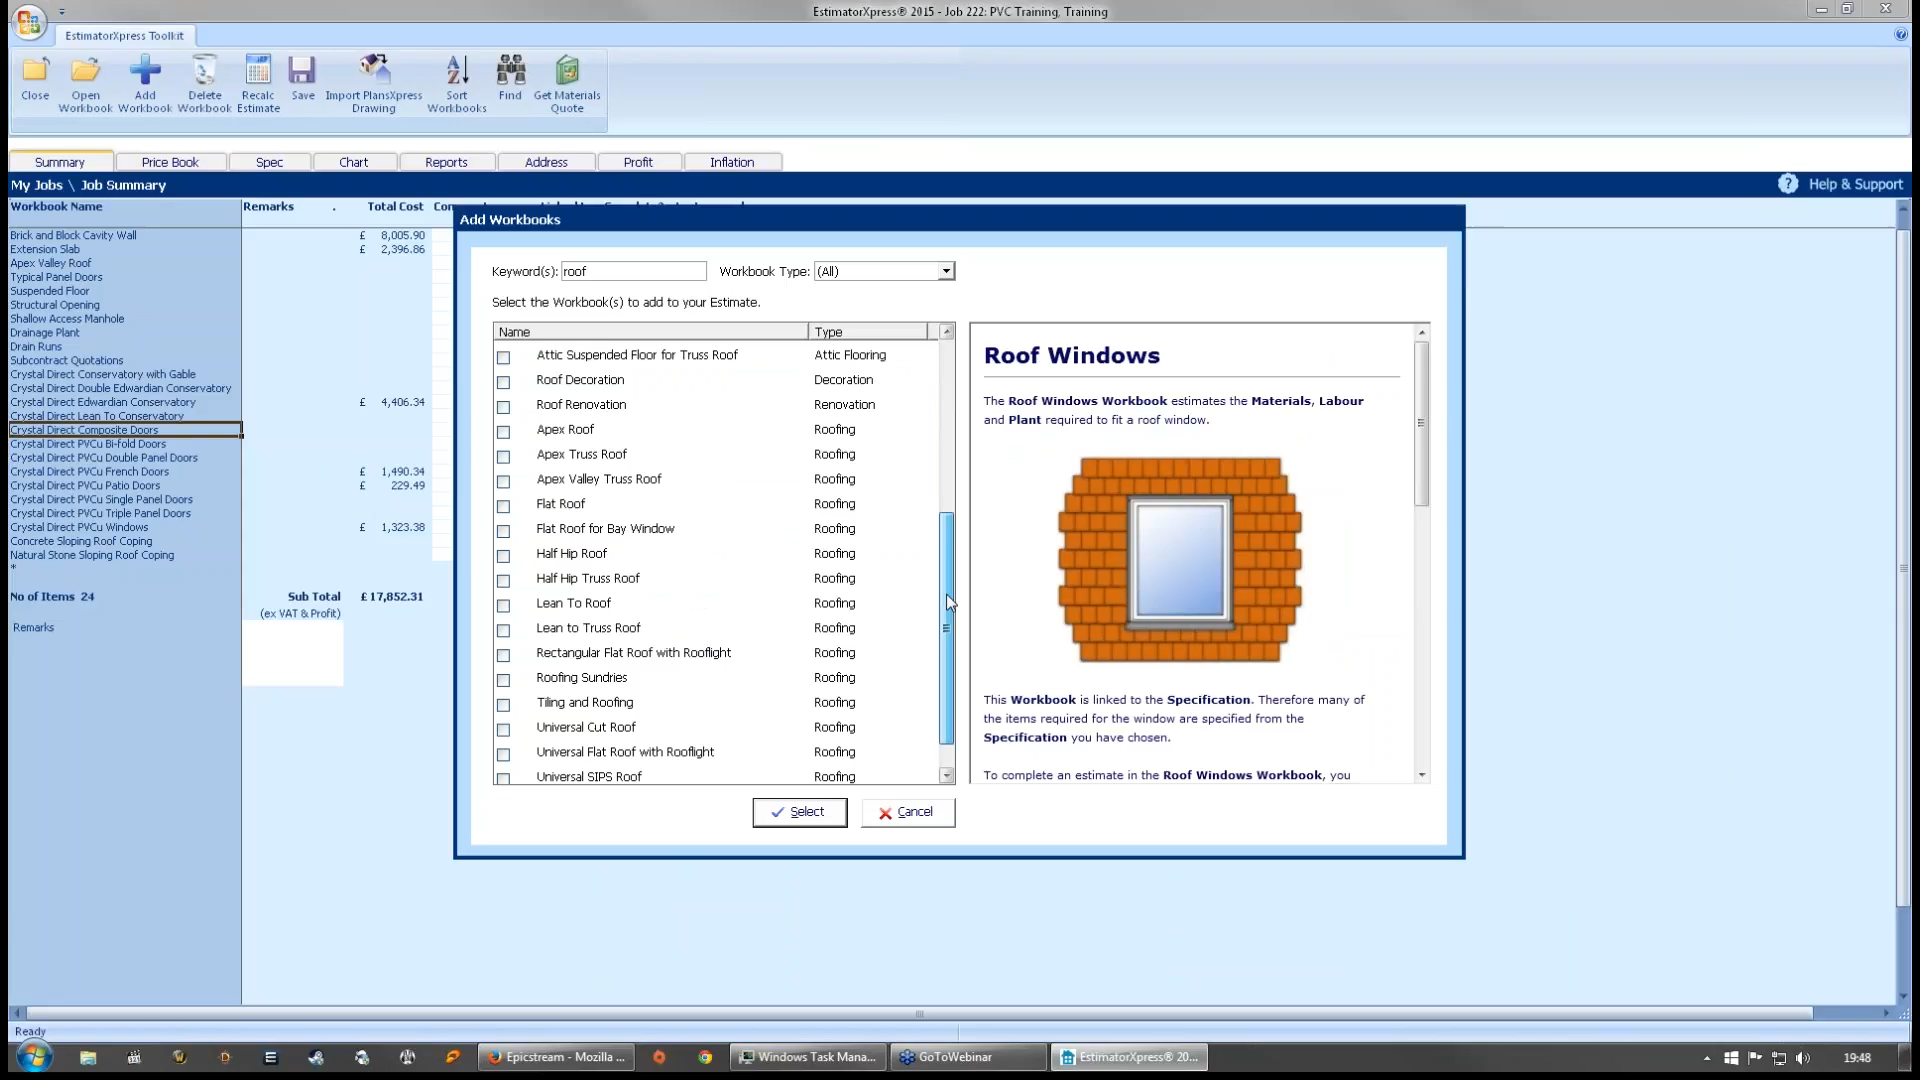 EstimatorXpress® 2015 - Job 222: PVC Training, Training
EstimatorXpress Toolkit
Close
Open Workbook
Add Workbook
Delete Workbook
Recalc Estimate
Save
Import PlansXpress Drawing
Sort Workbooks
Find
Get Materials Quote
Summary Price Book Spec Chart Reports Address Profit Inflation
My Jobs \ Job Summary
Help & Support
Workbook Name Remarks . Total Cost
Brick and Block Cavity Wall £ 8,005.90
Extension Slab £ 2,396.86
Apex Valley Roof
Typical Panel Doors
Suspended Floor
Structural Opening
Shallow Access Manhole
Drainage Plant
Drain Runs
Subcontract Quotations
Crystal Direct Conservatory with Gable
Crystal Direct Double Edwardian Conservatory
Crystal Direct Edwardian Conservatory £ 4,406.34
Crystal Direct Lean To Conservatory
Crystal Direct Composite Doors
Crystal Direct PVCu Bi-fold Doors
Crystal Direct PVCu Double Panel Doors
Crystal Direct PVCu French Doors £ 1,490.34
Crystal Direct PVCu Patio Doors £ 229.49
Crystal Direct PVCu Single Panel Doors
Crystal Direct PVCu Triple Panel Doors
Crystal Direct PVCu Windows £ 1,323.38
Concrete Sloping Roof Coping
Natural Stone Sloping Roof Coping
*
No of Items 24 Sub Total £ 17,852.31
(ex VAT & Profit)
Remarks
Add Workbooks
Keyword(s): roof Workbook Type: (All)
Select the Workbook(s) to add to your Estimate.
Name Type
Attic Suspended Floor for Truss Roof Attic Flooring
Roof Decoration Decoration
Roof Renovation Renovation
Apex Roof Roofing
Apex Truss Roof Roofing
Apex Valley Truss Roof Roofing
Flat Roof Roofing
Flat Roof for Bay Window Roofing
Half Hip Roof Roofing
Half Hip Truss Roof Roofing
Lean To Roof Roofing
Lean to Truss Roof Roofing
Rectangular Flat Roof with Rooflight Roofing
Roofing Sundries Roofing
Tiling and Roofing Roofing
Universal Cut Roof Roofing
Universal Flat Roof with Rooflight Roofing
Universal SIPS Roof Roofing
Select Cancel
Roof Windows
The Roof Windows Workbook estimates the Materials, Labour
and Plant required to fit a roof window.
This Workbook is linked to the Specification. Therefore many of
the items required for the window are specified from the
Specification you have chosen.
To complete an estimate in the Roof Windows Workbook, you
Ready
Epicstream - Mozilla ...
Windows Task Mana...
GoToWebinar
EstimatorXpress® 20...
19:48